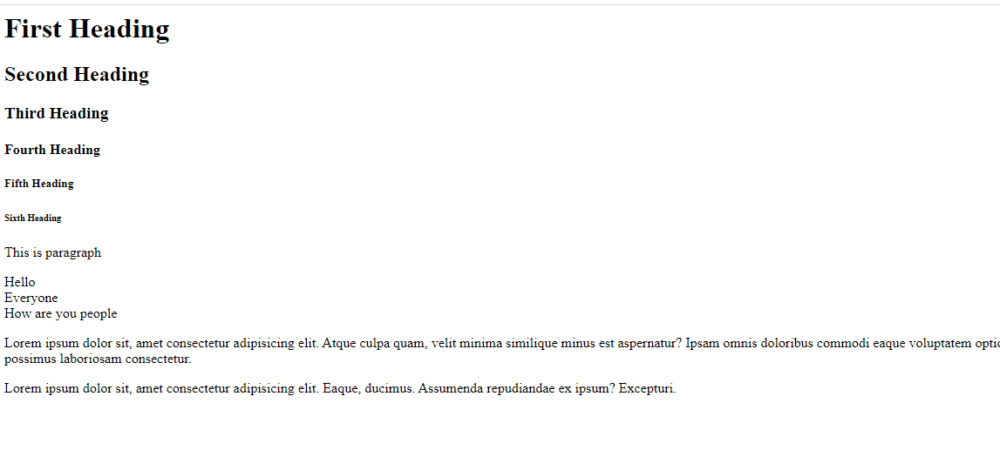 First Heading
Second Heading
Third Heading
Fourth Heading
Fifth Heading
Sixth Heading
This is paragraph
Hello
Everyone
How are you people
Lorem ipsum dolor sit, amet consectetur adipisicing elit. Atque culpa quam, velit minima similique minus est aspernatur? Ipsam omnis doloribus commodi eaque voluptatem
possimus laboriosam consectetur.
Lorem ipsum dolor sit, amet consectetur adipisicing elit. Eaque, ducimus. Assumenda repudiandae ex ipsum? Excepturi.